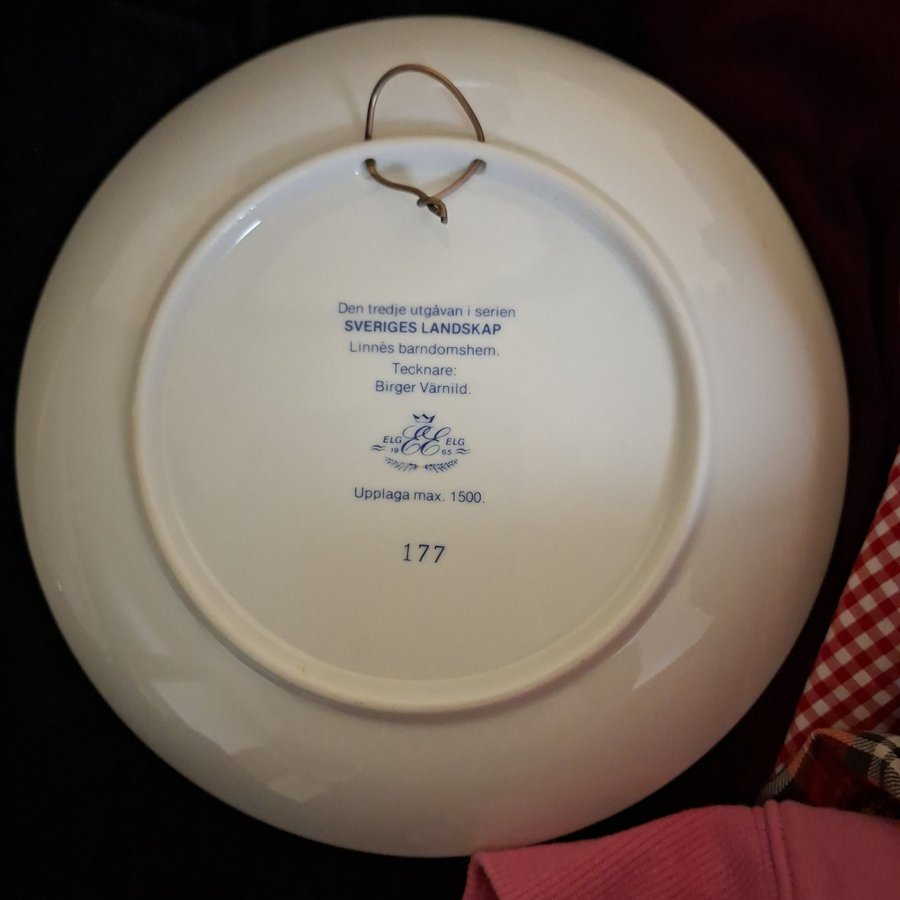 Den tredje utgåvan i serien
SVERIGES LANDSKAP
Linnés barndomshem.
Tecknare:
Birger Värnild.
ELG EE ELG
19 65
Upplaga max. 1500.
177